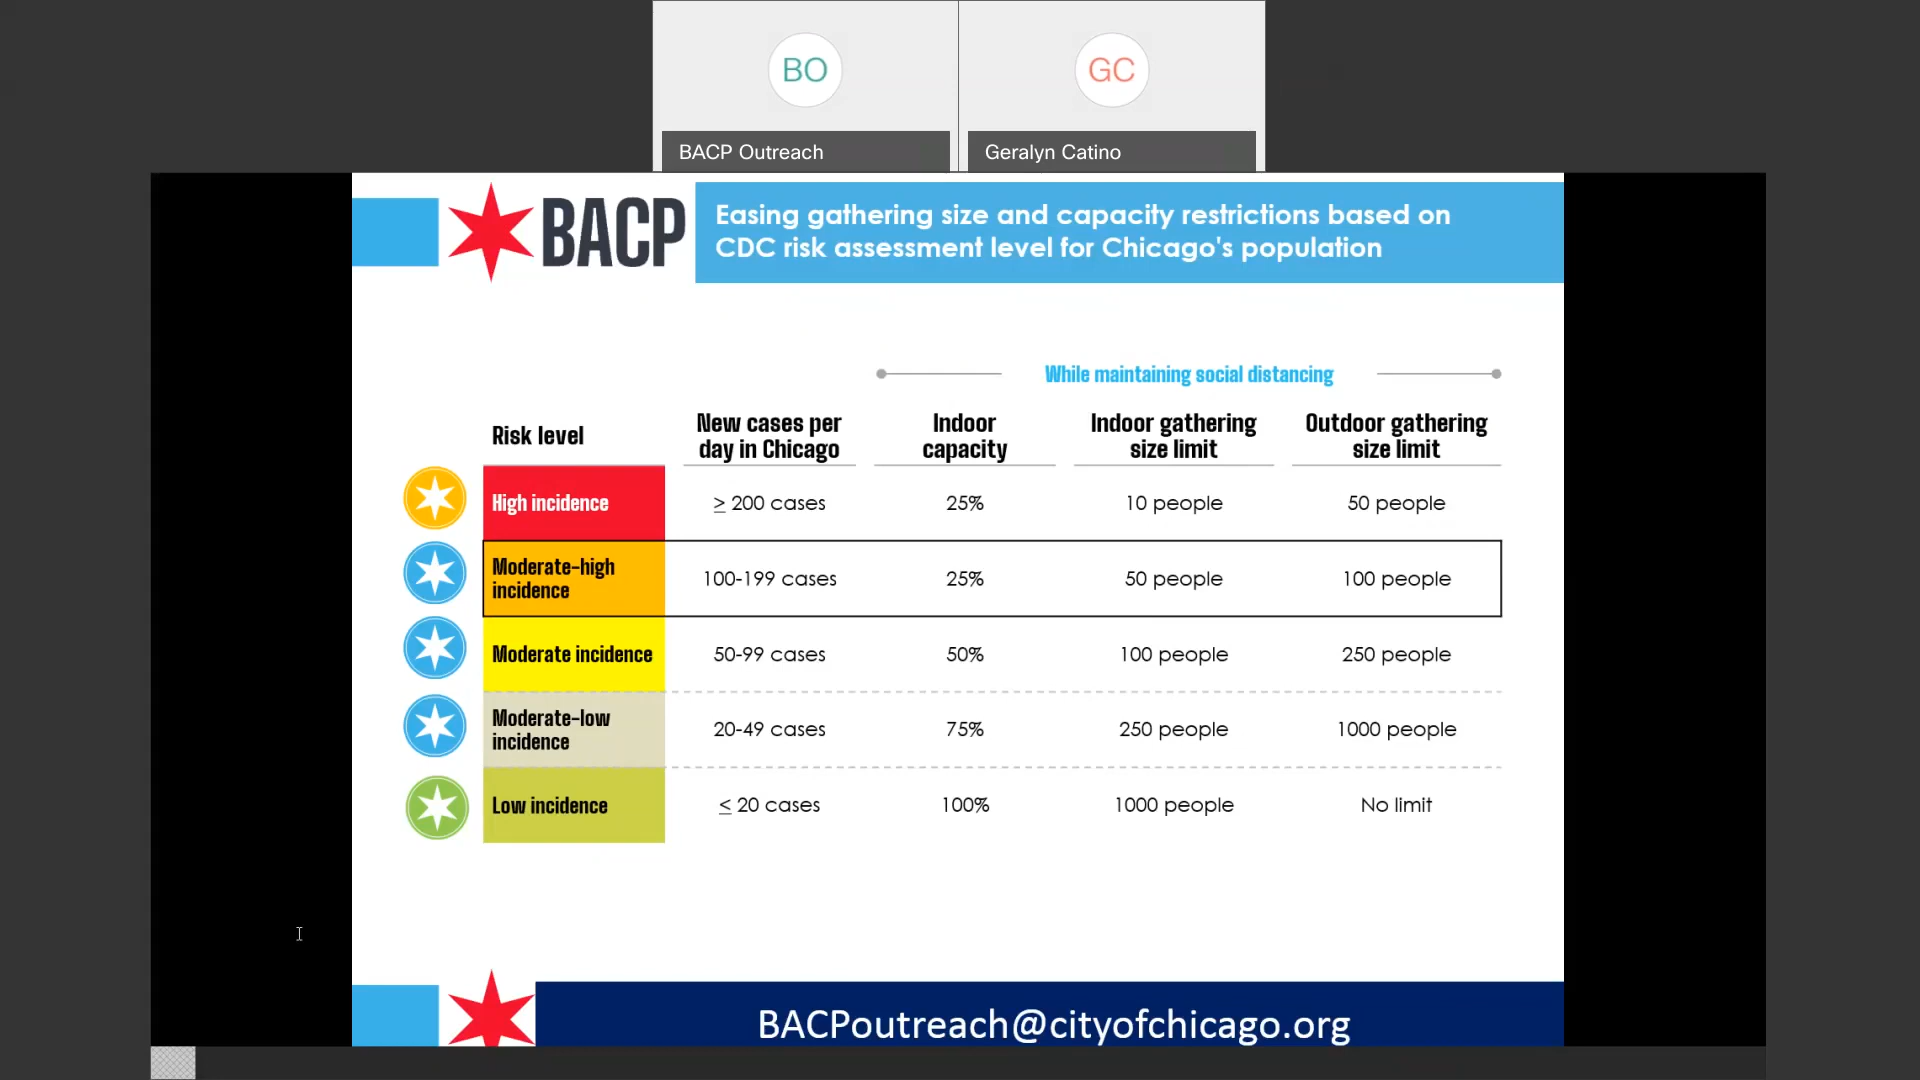 BO
GC
BACP Outreach
Geralyn Catino
BACP
Easing gathering size and capacity restrictions based on
CDC risk assessment level for Chicago's population
While maintaining social distancing
Risk level
New cases per
day in Chicago
Indoor
capacity
Indoor gathering
size limit
Outdoor gathering
size limit
High incidence
≥ 200 cases
25%
10 people
50 people
Moderate-high
incidence
100-199 cases
25%
50 people
100 people
Moderate incidence
50-99 cases
50%
100 people
250 people
Moderate-low
incidence
20-49 cases
75%
250 people
1000 people
Low incidence
≤ 20 cases
100%
1000 people
No limit
BACPoutreach@cityofchicago.org